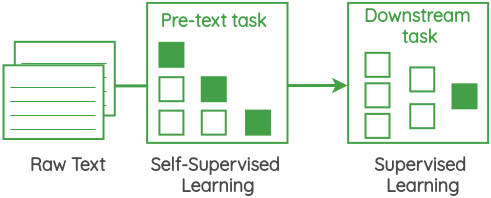 Pre-text task
Downstream
task
Raw Text
Self-Supervised
Learning
Supervised
Learning